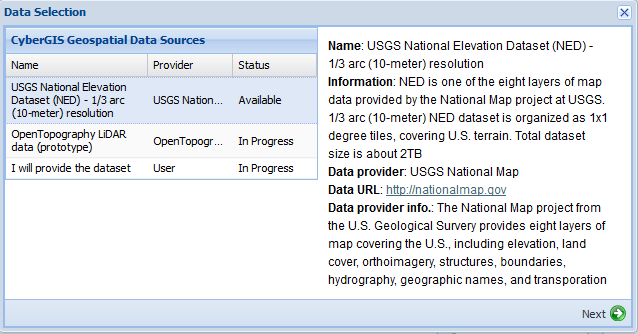 Data Selection
CyberGIS Geospatial Data Sources
Name Provider Status
USGS National Elevation
Dataset (NED) - 1/3 arc
(10-meter) resolution
USGS Nation... Available
OpenTopography LiDAR
data (prototype)
OpenTopogr... In Progress
I will provide the dataset User In Progress
Name: USGS National Elevation Dataset (NED) -
1/3 arc (10-meter) resolution
Information: NED is one of the eight layers of map
data provided by the National Map project at USGS.
1/3 arc (10-meter) NED dataset is organized as 1x1
degree tiles, covering U.S. terrain. Total dataset
size is about 2TB
Data provider: USGS National Map
Data URL: http://nationalmap.gov
Data provider info.: The National Map project from
the U.S. Geological Survery provides eight layers of
map covering the U.S., including elevation, land
cover, orthoimagery, structures, boundaries,
hydrography, geographic names, and transporation
Next